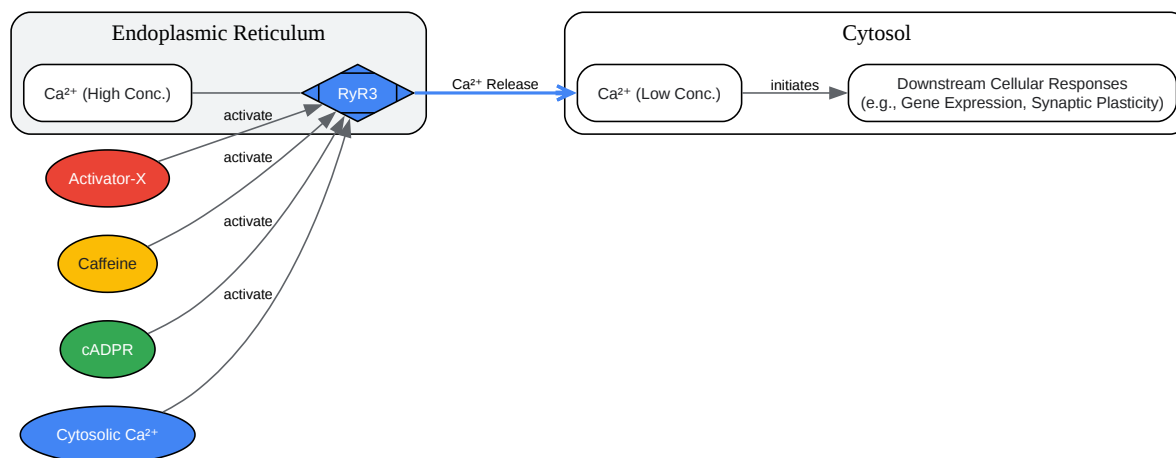 Endoplasmic Reticulum
Cytosol
Ca²⁺ (High Conc.)
RyR3
Ca²⁺ Release
Ca²⁺ (Low Conc.)
initiates
Downstream Cellular Responses
(e.g., Gene Expression, Synaptic Plasticity)
activate
Activator-X
activate
Caffeine
activate
cADPR
activate
Cytosolic Ca²⁺